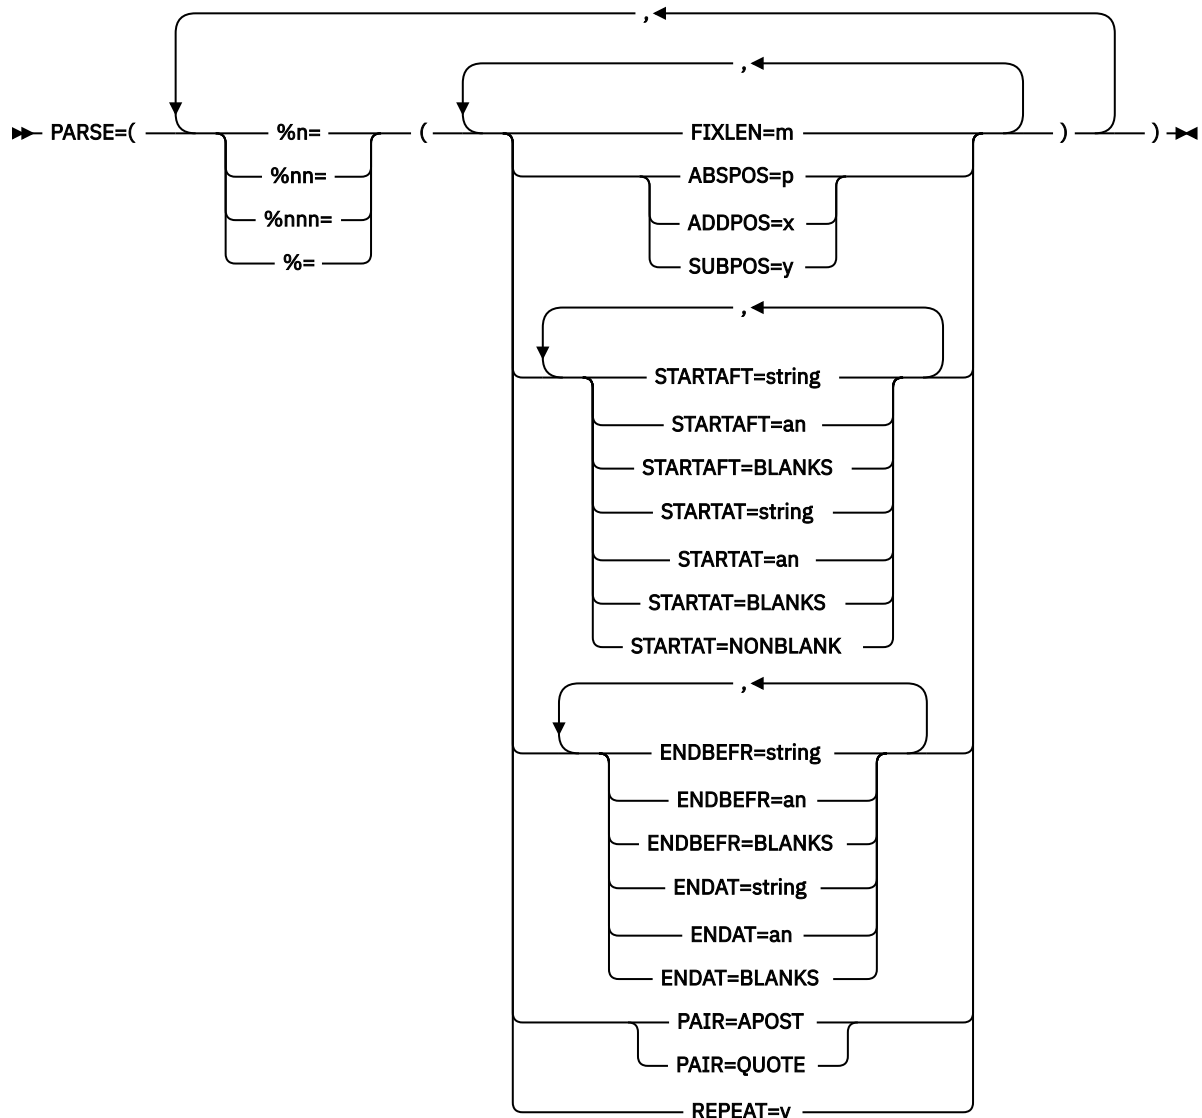 ,
,
PARSE=( %n= ( FIXLEN=m ) )
%nn= ABSPOS=p
%nnn= ADDPOS=x
%= SUBPOS=y
,
STARTAFT=string
STARTAFT=an
STARTAFT=BLANKS
STARTAT=string
STARTAT=an
STARTAT=BLANKS
STARTAT=NONBLANK
,
ENDBEFR=string
ENDBEFR=an
ENDBEFR=BLANKS
ENDAT=string
ENDAT=an
ENDAT=BLANKS
PAIR=APOST
PAIR=QUOTE
REPEAT=v